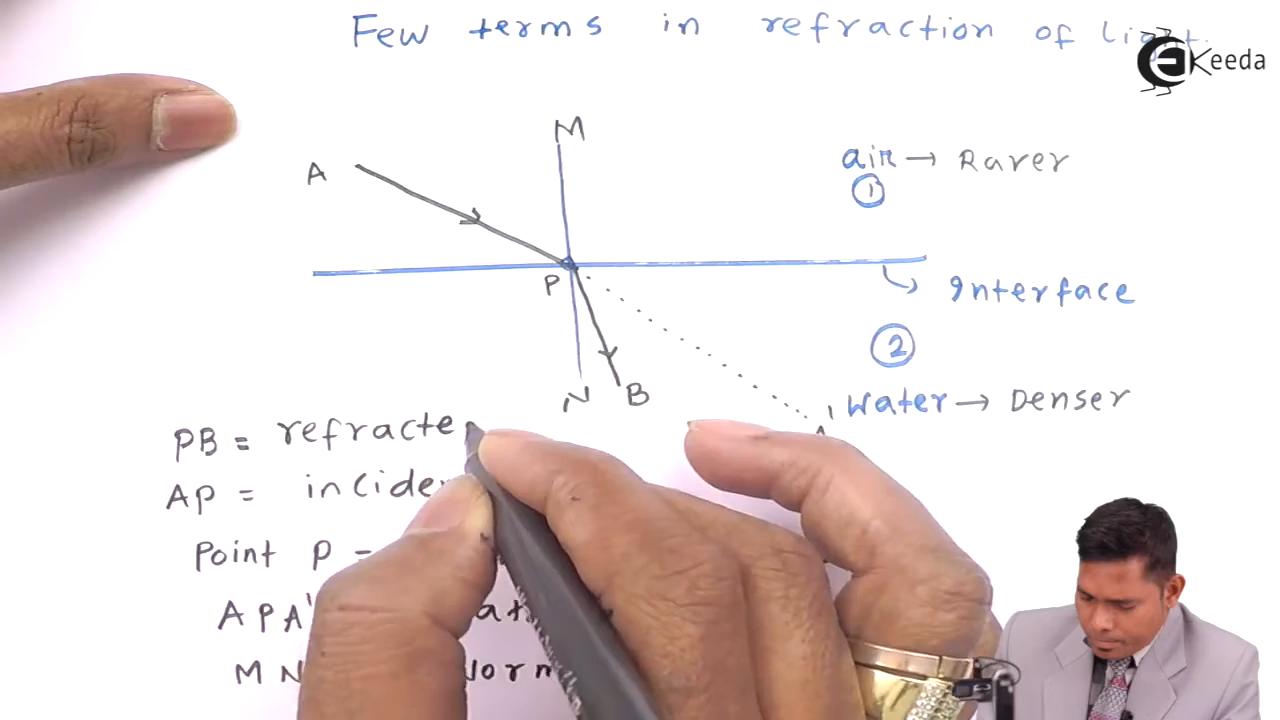 Few terms in refraction of light.
Keeda
M
A
air → Rarer
1
P
Interface
2
N
B
A'
Water → Denser
PB = refracte
AP = incide
Point P =
APA'
MN